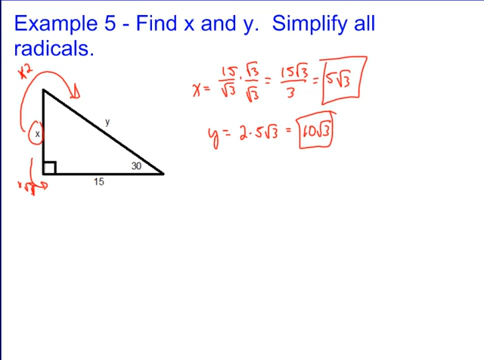 Example 5 - Find x and y. Simplify all
radicals.
x2
x = 15/√3 · √3/√3 = 15√3/3 = 5√3
y
x
y = 2·5√3 = 10√3
30
x√3
15